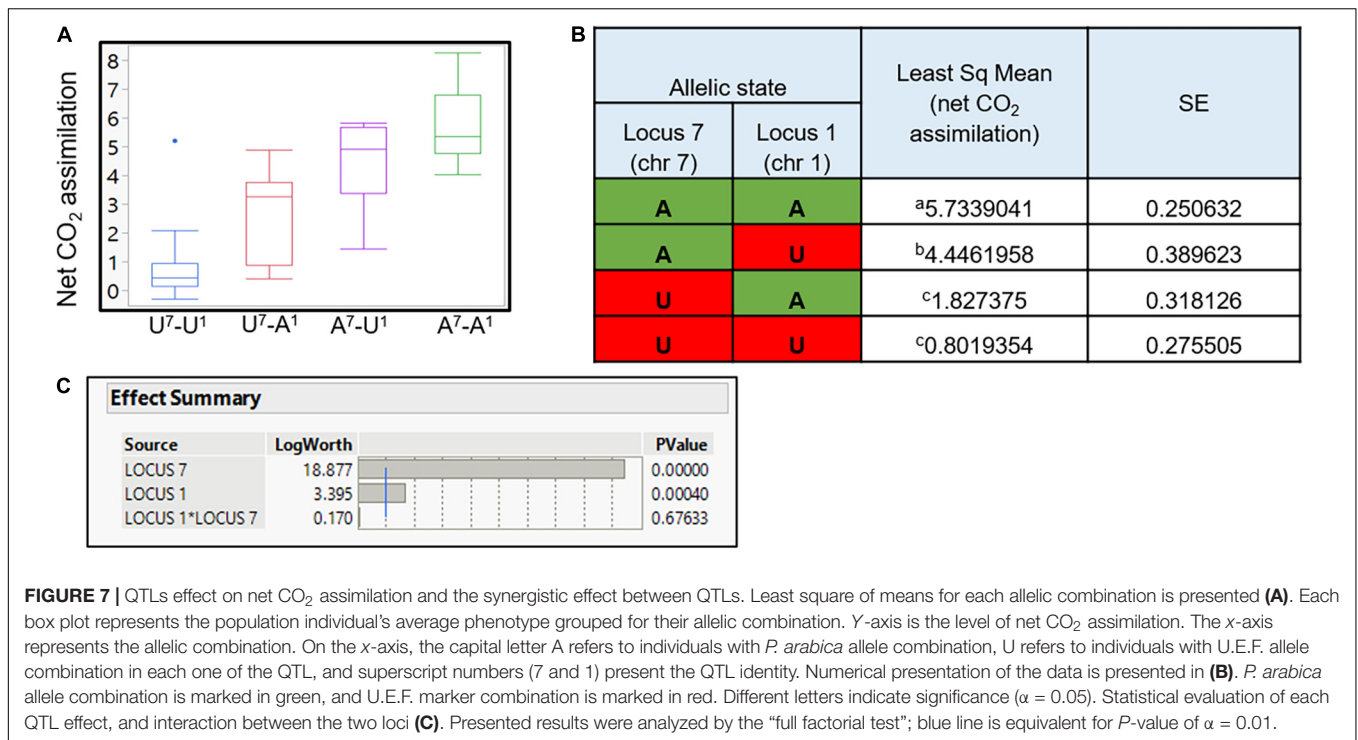 A
Net CO₂ assimilation
8
7
6
5
4
3
2
1
0
U⁷-U¹ U⁷-A¹ A⁷-U¹ A⁷-A¹
B
Allelic state
Least Sq Mean
(net CO₂
assimilation)
SE
Locus 7
(chr 7)
Locus 1
(chr 1)
A A ᵃ5.7339041 0.250632
A U ᵇ4.4461958 0.389623
U A ᶜ1.827375 0.318126
U U ᶜ0.8019354 0.275505
C
Effect Summary
Source LogWorth PValue
LOCUS 7 18.877 0.00000
LOCUS 1 3.395 0.00040
LOCUS 1*LOCUS 7 0.170 0.67633
FIGURE 7 | QTLs effect on net CO₂ assimilation and the synergistic effect between QTLs. Least square of means for each allelic combination is presented (A). Each
box plot represents the population individual's average phenotype grouped for their allelic combination. Y-axis is the level of net CO₂ assimilation. The x-axis
represents the allelic combination. On the x-axis, the capital letter A refers to individuals with P. arabica allele combination, U refers to individuals with U.E.F. allele
combination in each one of the QTL, and superscript numbers (7 and 1) present the QTL identity. Numerical presentation of the data is presented in (B). P. arabica
allele combination is marked in green, and U.E.F. marker combination is marked in red. Different letters indicate significance (α = 0.05). Statistical evaluation of each
QTL effect, and interaction between the two loci (C). Presented results were analyzed by the "full factorial test"; blue line is equivalent for P-value of α = 0.01.